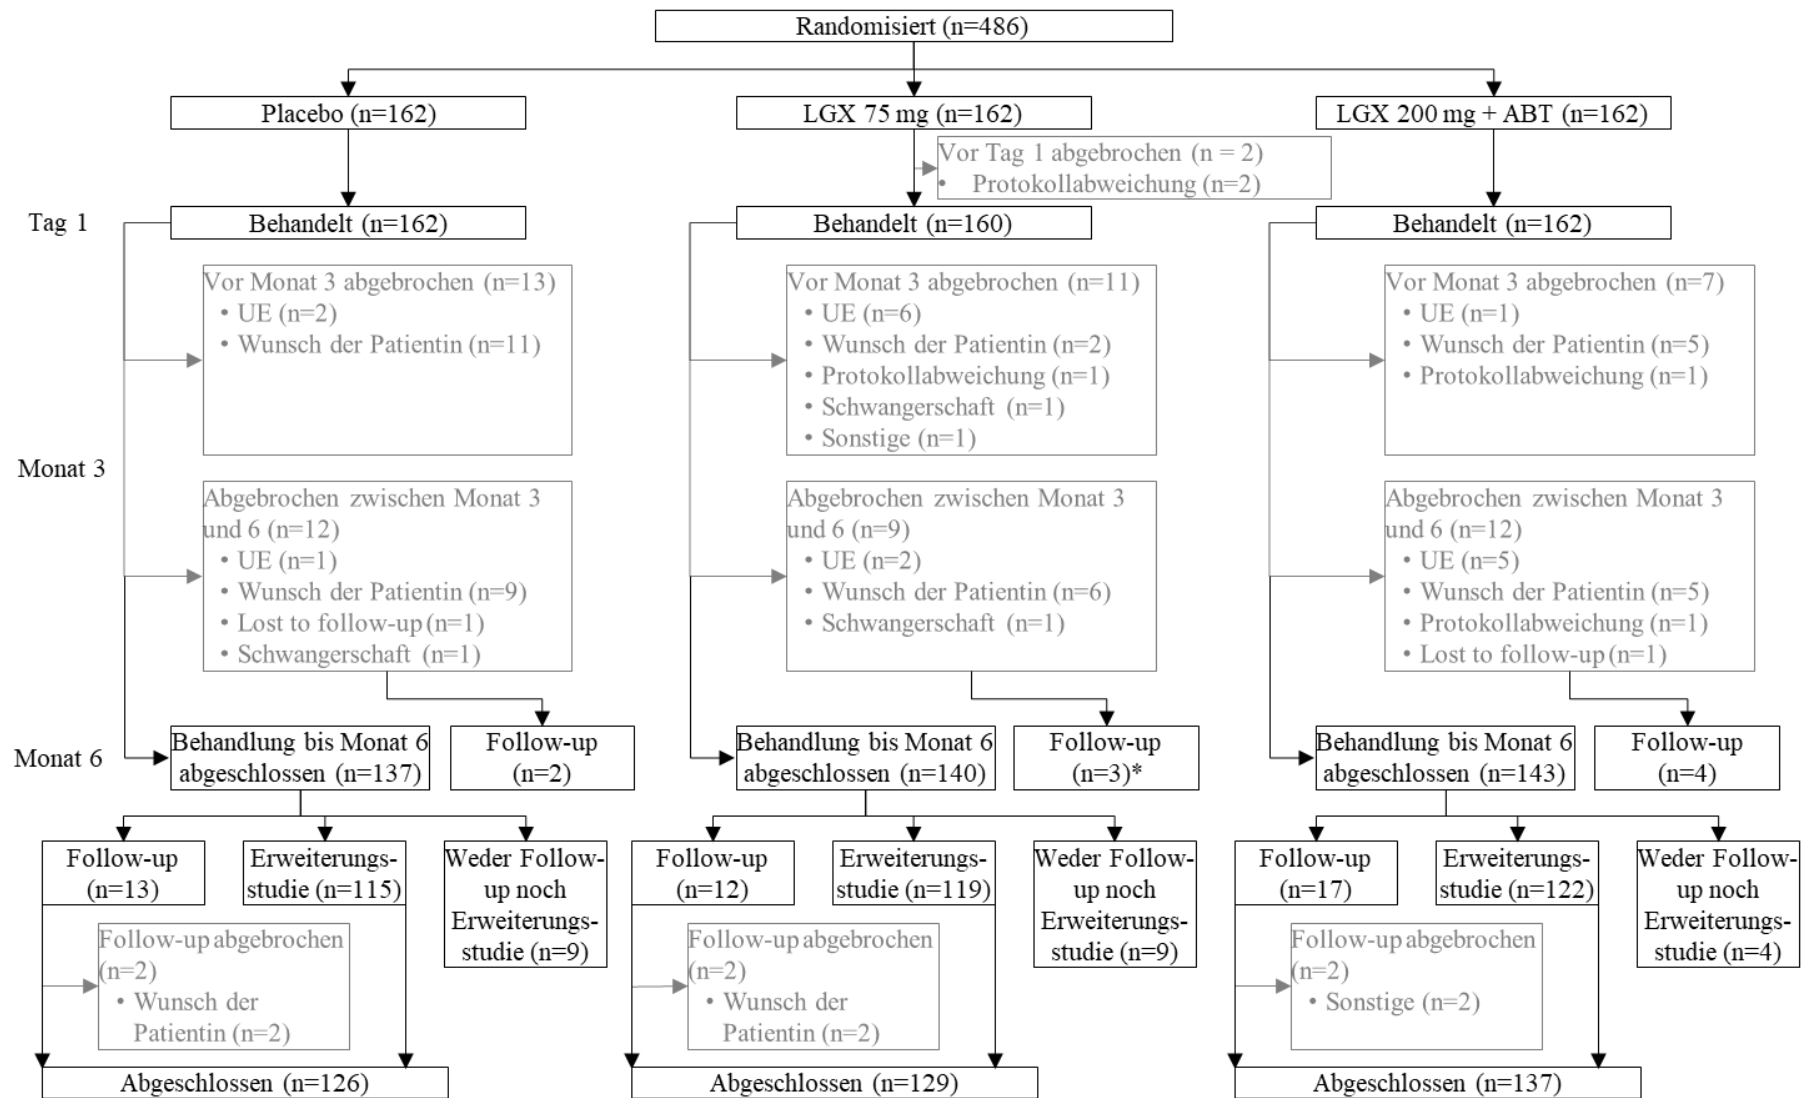 Randomisiert (n=486)
Placebo (n=162)
LGX 75 mg (n=162)
LGX 200 mg + ABT (n=162)
Vor Tag 1 abgebrochen (n = 2)
• Protokollabweichung (n=2)
Tag 1
Behandelt (n=162)
Behandelt (n=160)
Behandelt (n=162)
Vor Monat 3 abgebrochen (n=13)
• UE (n=2)
• Wunsch der Patientin (n=11)
Vor Monat 3 abgebrochen (n=11)
• UE (n=6)
• Wunsch der Patientin (n=2)
• Protokollabweichung (n=1)
• Schwangerschaft (n=1)
• Sonstige (n=1)
Vor Monat 3 abgebrochen (n=7)
• UE (n=1)
• Wunsch der Patientin (n=5)
• Protokollabweichung (n=1)
Monat 3
Abgebrochen zwischen Monat 3
und 6 (n=12)
• UE (n=1)
• Wunsch der Patientin (n=9)
• Lost to follow-up (n=1)
• Schwangerschaft (n=1)
Abgebrochen zwischen Monat 3
und 6 (n=9)
• UE (n=2)
• Wunsch der Patientin (n=6)
• Schwangerschaft (n=1)
Abgebrochen zwischen Monat 3
und 6 (n=12)
• UE (n=5)
• Wunsch der Patientin (n=5)
• Protokollabweichung (n=1)
• Lost to follow-up (n=1)
Monat 6
Behandlung bis Monat 6
abgeschlossen (n=137)
Follow-up
(n=2)
Behandlung bis Monat 6
abgeschlossen (n=140)
Follow-up
(n=3)*
Behandlung bis Monat 6
abgeschlossen (n=143)
Follow-up
(n=4)
Follow-up
(n=13)
Erweiterungs-
studie (n=115)
Weder Follow-
up noch
Erweiterungs-
studie (n=9)
Follow-up
(n=12)
Erweiterungs-
studie (n=119)
Weder Follow-
up noch
Erweiterungs-
studie (n=9)
Follow-up
(n=17)
Erweiterungs-
studie (n=122)
Weder Follow-
up noch
Erweiterungs-
studie (n=4)
Follow-up abgebrochen
(n=2)
• Wunsch der
Patientin (n=2)
Follow-up abgebrochen
(n=2)
• Wunsch der
Patientin (n=2)
Follow-up abgebrochen
(n=2)
• Sonstige (n=2)
Abgeschlossen (n=126)
Abgeschlossen (n=129)
Abgeschlossen (n=137)